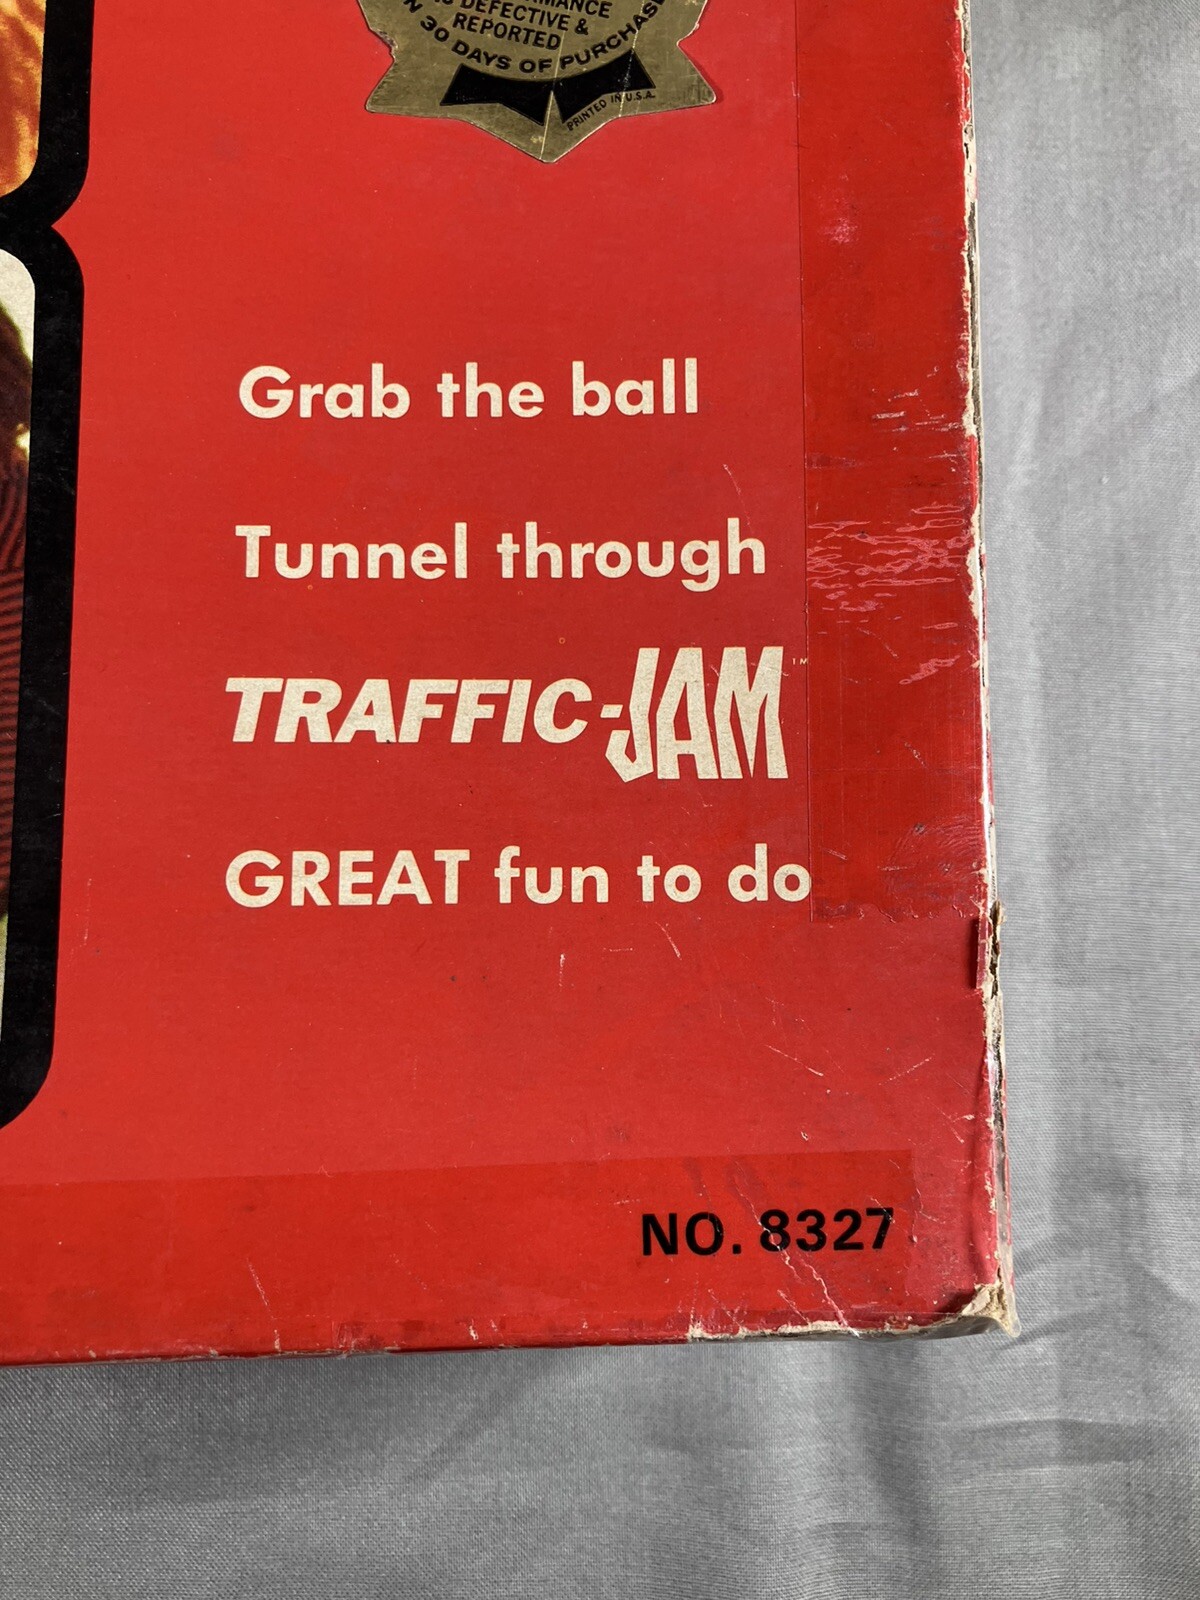 DEFECTIVE &
REPORTED
30 DAYS OF PURCHASE
PRINTED IN U.S.A.
Grab the ball
Tunnel through
TRAFFIC-JAM™
GREAT fun to do
NO. 8327